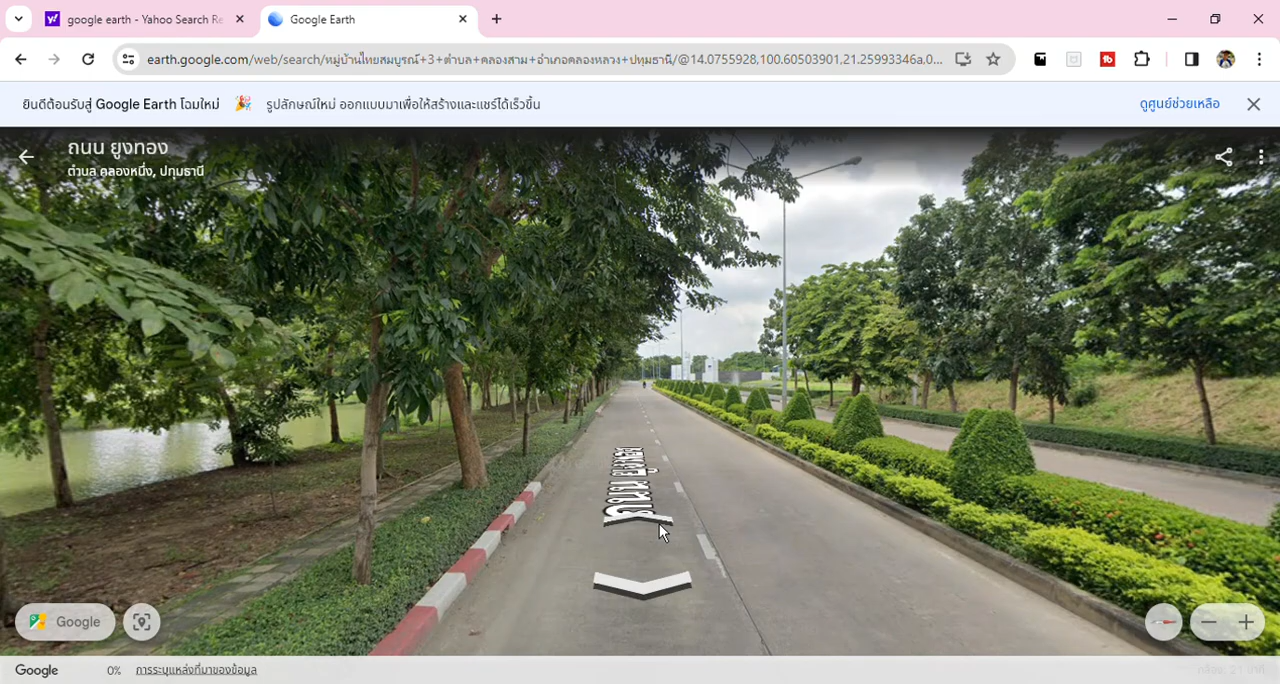 google earth - Yahoo Search Re
Google Earth
earth.google.com/web/search/หมู่บ้านไทยสมบูรณ์+3+ตำบล+คลองสาม+อำเภอคลองหลวง+ปทุมธานี/@14.0755928,100.60503901,21.25993346a,0...
ยินดีต้อนรับสู่ Google Earth โฉมใหม่ 🎉 รูปลักษณ์ใหม่ ออกแบบมาเพื่อให้สร้างและแชร์ได้เร็วขึ้น
ดูศูนย์ช่วยเหลือ
ถนน ยูงทอง
ตำบล คลองหนึ่ง, ปทุมธานี
ถนน ยูงทอง
Google
Google
0%
การระบุแหล่งที่มาของข้อมูล